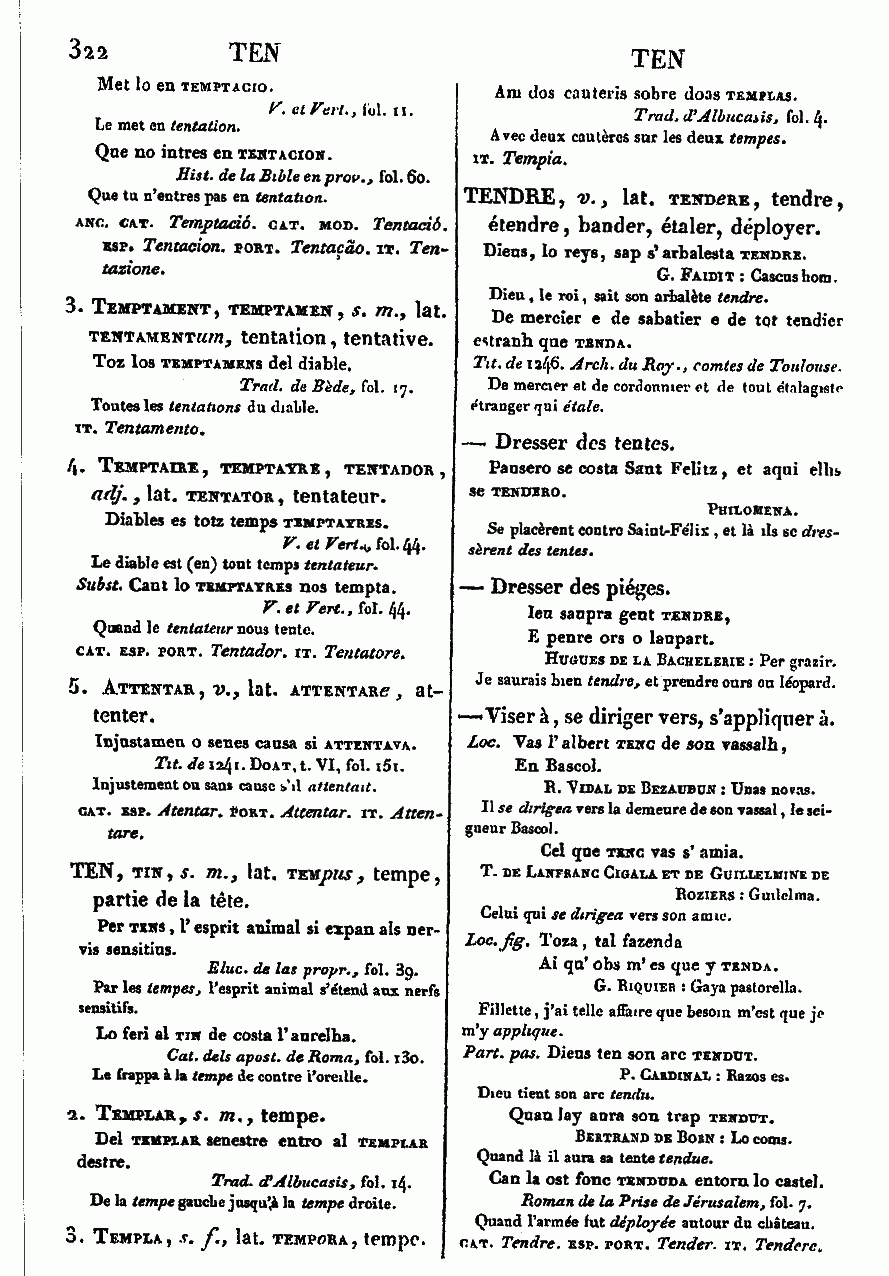 322 TEN
Met lo en TEMPTACIO.
V. et Vert., fol. 11.
Le met en tentation.
Que no intres en TENTACION.
Hist. de la Bible en prov., fol. 60.
Que tu n'entres pas en tentation.
ANC. CAT. Temptació. CAT. MOD. Tentació.
ESP. Tentacion. PORT. Tentação. IT. Ten-
tazione.
3. TEMPTAMENT, TEMPTAMEN, s. m., lat.
TENTAMENTum, tentation, tentative.
Toz los TEMPTAMENS del diable.
Trad. de Bède, fol. 17.
Toutes les tentations du diable.
IT. Tentamento.
4. TEMPTAIRE, TEMPTAYRE, TENTADOR,
adj., lat. TENTATOR, tentateur.
Diables es totz temps TEMPTAYRES.
V. et Vert., fol. 44.
Le diable est (en) tout temps tentateur.
Subst. Cant lo TEMPTAYRES nos tempta.
V. et Vert., fol. 44.
Quand le tentateur nous tente.
CAT. ESP. PORT. Tentador. IT. Tentatore.
5. ATTENTAR, v., lat. ATTENTARe, at-
tenter.
Injustamen o senes causa si ATTENTAVA.
Tit. de 1241. DOAT, t. VI, fol. 151.
Injustement ou sans cause s'il attentait.
CAT. ESP. Atentar. PORT. Attentar. IT. Atten-
tare.
TEN, TIN, s. m., lat. TEMpus, tempe,
partie de la tête.
Per TENS, l'esprit animal si expan als ner-
vis sensitius.
Eluc. de las propr., fol. 39.
Par les tempes, l'esprit animal s'étend aux nerfs
sensitifs.
Lo feri al TIN de costa l'aurelha.
Cat. dels apost. de Roma, fol. 130.
Le frappa à la tempe de contre l'oreille.
2. TEMPLAR, s. m., tempe.
Del TEMPLAR senestre entro al TEMPLAR
destre.
Trad. d'Albucasis, fol. 14.
De la tempe gauche jusqu'à la tempe droite.
3. TEMPLA, s. f., lat. TEMPORA, tempe.
TEN
Am dos cauteris sobre doas TEMPLAS.
Trad. d'Albucasis, fol. 4.
Avec deux cautères sur les deux tempes.
IT. Tempia.
TENDRE, v., lat. TENDeRE, tendre,
étendre, bander, étaler, déployer.
Dieus, lo reys, sap s'arbalesta TENDRE.
G. FAIDIT : Cascus hom.
Dieu, le roi, sait son arbalète tendre.
De mercier e de sabatier e de tot tendier
estranh que TENDA.
Tit. de 1246. Arch. du Roy., comtes de Toulouse.
De mercier et de cordonnier et de tout étalagiste
étranger qui étale.
— Dresser des tentes.
Pausero se costa Sant Felitz, et aqui elhs
se TENDERO.
PHILOMENA.
Se placèrent contre Saint-Félix, et là ils se dres-
sèrent des tentes.
— Dresser des piéges.
Ieu saupra gent TENDRE,
E penre ors o laupart.
HUGUES DE LA BACHELERIE : Per grazir.
Je saurais bien tendre, et prendre ours ou léopard.
— Viser à, se diriger vers, s'appliquer à.
Loc. Vas l'albert TENC de son vassalh,
En Bascol.
R. VIDAL DE BEZAUDUN : Unas novas.
Il se dirigea vers la demeure de son vassal, le sei-
gneur Bascol.
Cel que TENC vas s'amia.
T. DE LANFRANC CIGALA ET DE GUILLELMINE DE
ROZIERS : Guilelma.
Celui qui se dirigea vers son amie.
Loc. fig. Toza, tal fazenda
Ai qu'obs m'es que y TENDA.
G. RIQUIER : Gaya pastorella.
Fillette, j'ai telle affaire que besoin m'est que je
m'y applique.
Part. pas. Dieus ten son arc TENDUT.
P. CARDINAL : Razos es.
Dieu tient son arc tendu.
Quan lay aura son trap TENDUT.
BERTRAND DE BORN : Lo coms.
Quand là il aura sa tente tendue.
Can la ost fonc TENDUDA entorn lo castel.
Roman de la Prise de Jérusalem, fol. 7.
Quand l'armée fut déployée autour du château.
CAT. Tendre. ESP. PORT. Tender. IT. Tendere.